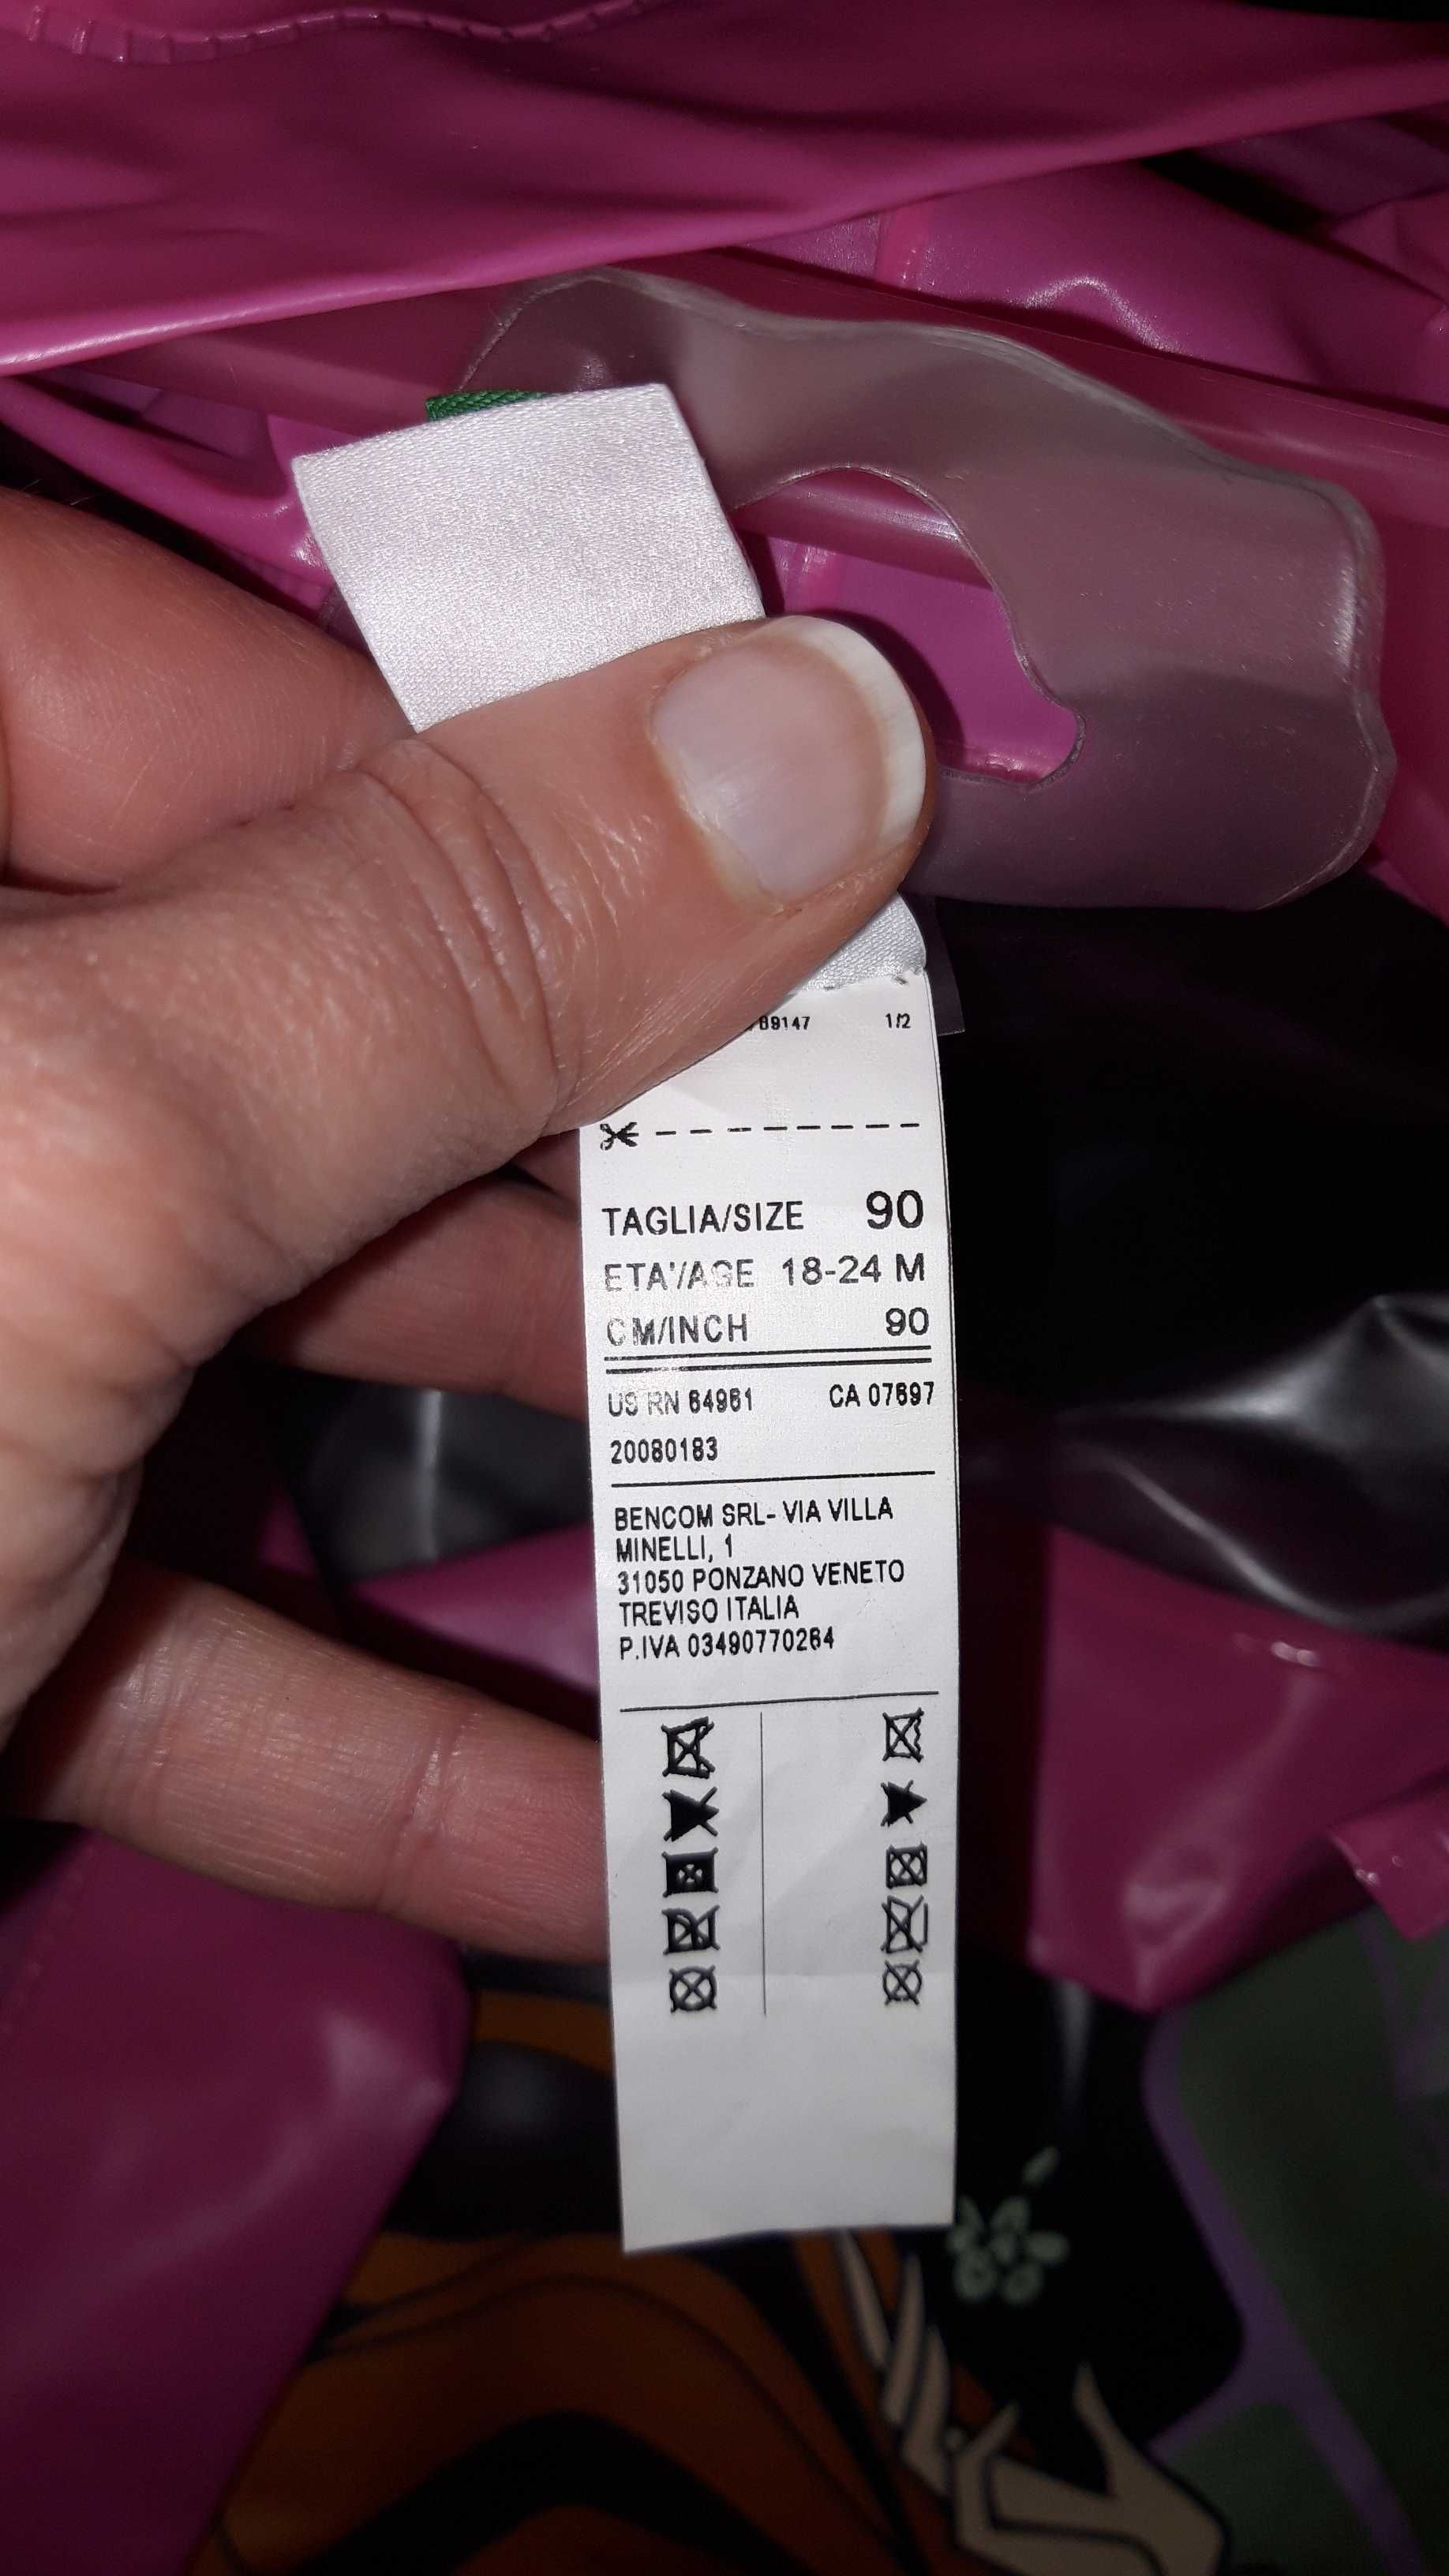 89147 1/2
TAGLIA/SIZE 90
ETA'/AGE 18-24 M
CM/INCH 90
US RN 64961 CA 07697
20080183
BENCOM SRL- VIA VILLA
MINELLI, 1
31050 PONZANO VENETO
TREVISO ITALIA
P.IVA 03490770264